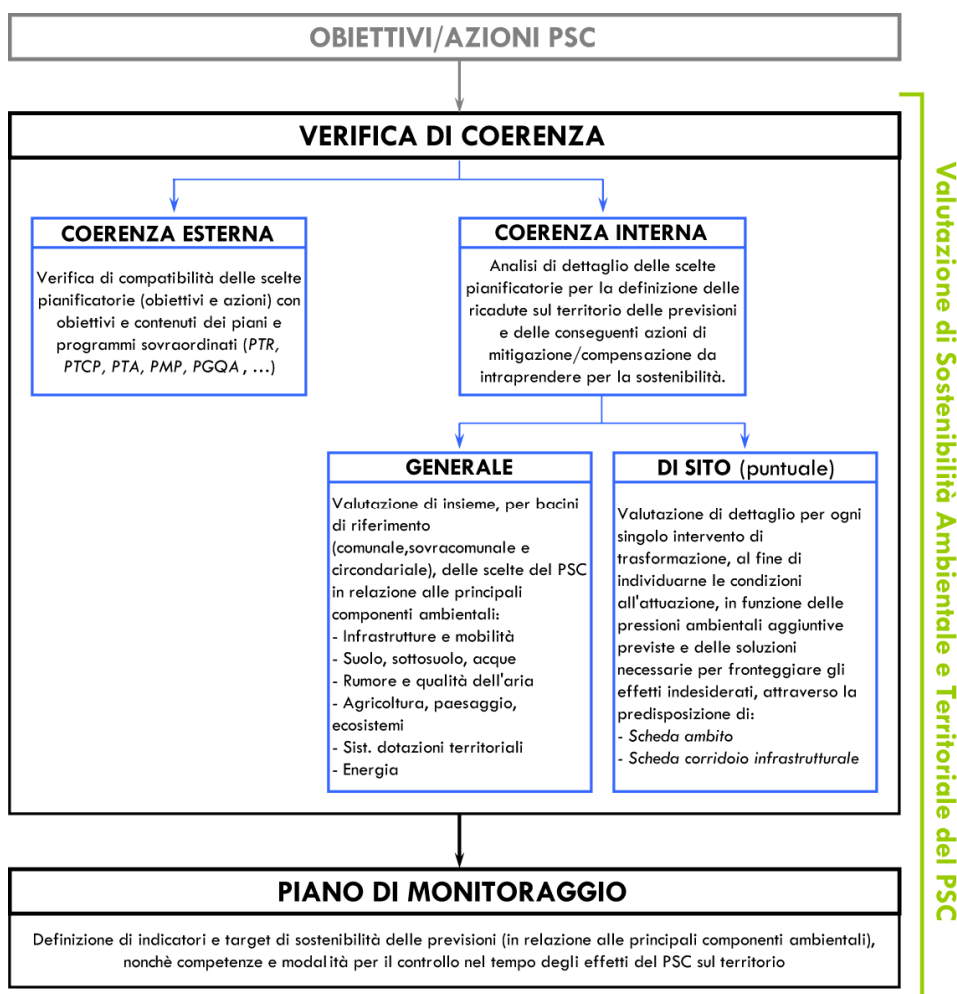 OBIETTIVI/AZIONI PSC
VERIFICA DI COERENZA
COERENZA ESTERNA
Verifica di compatibilità delle scelte
pianificatorie (obiettivi e azioni) con
obiettivi e contenuti dei piani e
programmi sovraordinati (PTR,
PTCP, PTA, PMP, PGQA , ...)
COERENZA INTERNA
Analisi di dettaglio delle scelte
pianificatorie per la definizione delle
ricadute sul territorio delle previsioni
e delle conseguenti azioni di
mitigazione/compensazione da
intraprendere per la sostenibilità.
GENERALE
Valutazione di insieme, per bacini
di riferimento
(comunale,sovracomunale e
circondariale), delle scelte del PSC
in relazione alle principali
componenti ambientali:
- Infrastrutture e mobilità
- Suolo, sottosuolo, acque
- Rumore e qualità dell'aria
- Agricoltura, paesaggio,
ecosistemi
- Sist. dotazioni territoriali
- Energia
DI SITO (puntuale)
Valutazione di dettaglio per ogni
singolo intervento di
trasformazione, al fine di
individuarne le condizioni
all'attuazione, in funzione delle
pressioni ambientali aggiuntive
previste e delle soluzioni
necessarie per fronteggiare gli
effetti indesiderati, attraverso la
predisposizione di:
- Scheda ambito
- Scheda corridoio infrastrutturale
PIANO DI MONITORAGGIO
Definizione di indicatori e target di sostenibilità delle previsioni (in relazione alle principali componenti ambientali),
nonchè competenze e modalità per il controllo nel tempo degli effetti del PSC sul territorio
Valutazione di Sostenibilità Ambientale e Territoriale del PSC